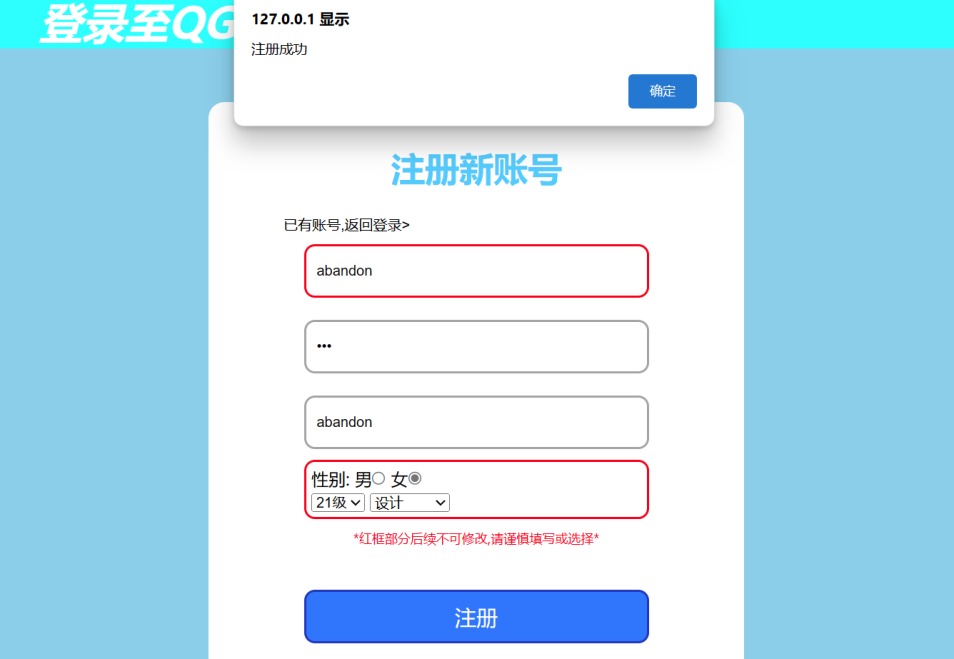 登录至QG
127.0.0.1 显示
注册成功
确定
注册新账号
已有账号,返回登录>
abandon
•••
abandon
性别: 男 女
21级 设计
*红框部分后续不可修改,请谨慎填写或选择*
注册